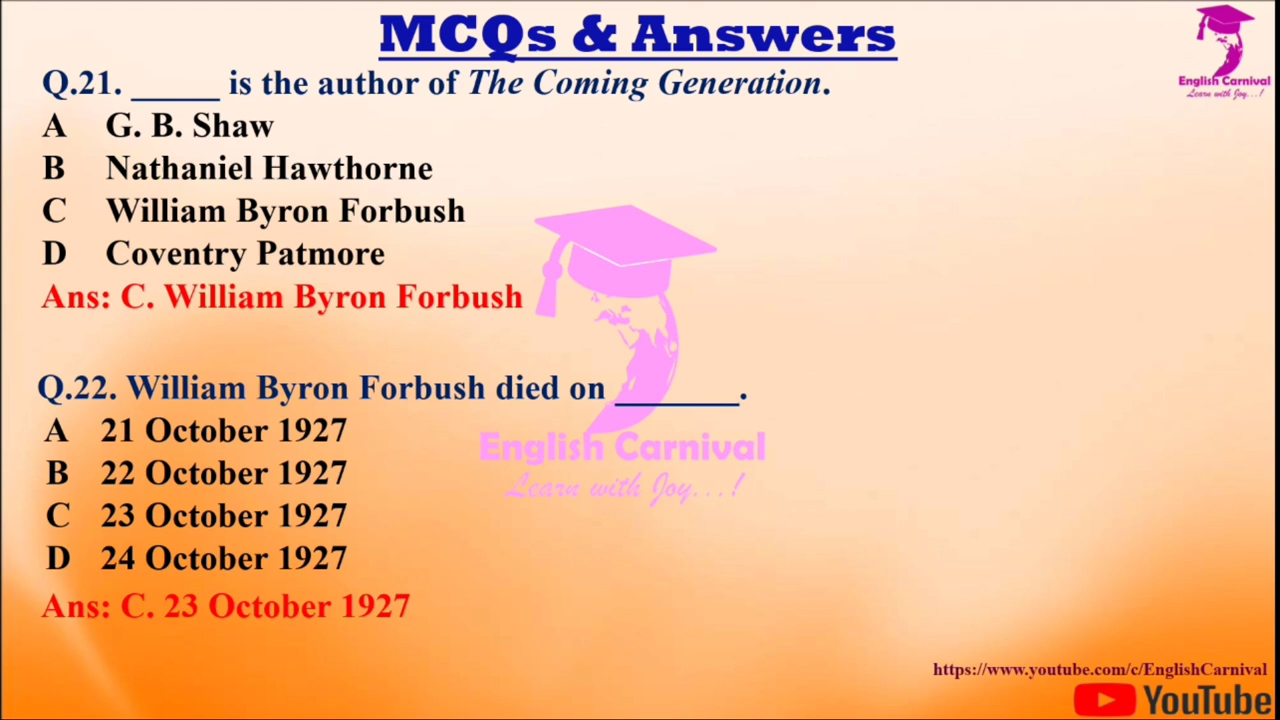 MCQs & Answers
English Carnival
Learn with Joy...!
Q.21. _____ is the author of The Coming Generation.
A G. B. Shaw
B Nathaniel Hawthorne
C William Byron Forbush
D Coventry Patmore
Ans: C. William Byron Forbush
Q.22. William Byron Forbush died on _______.
A 21 October 1927
B 22 October 1927
C 23 October 1927
D 24 October 1927
Ans: C. 23 October 1927
English Carnival
Learn with Joy...!
https://www.youtube.com/c/EnglishCarnival
YouTube